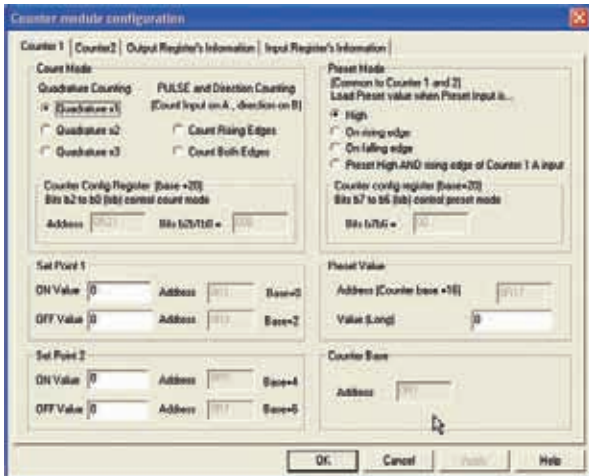 Counter module configuration
Counter 1 Counter2 Output Register's Information Input Register's Information
Count Mode
Quadrature Counting
Quadrature x1
Quadrature x2
Quadrature x3
PULSE and Direction Counting
(Count Input on A , direction on B)
Count Rising Edges
Count Both Edges
Counter Config Register (base +20)
Bits b2 to b0 (lsb) control count mode
Address Bits b2b1b0 =
Preset Mode
(Common to Counter 1 and 2)
Load Preset value when Preset Input is...
High
On rising edge
On falling edge
Preset High AND rising edge of Counter 1 A input
Counter config register (base+20)
Bits b7 to b6 (lsb) control preset mode
Bits b7b6 =
Set Point 1
ON Value 0 Address Base+0
OFF Value 0 Address Base+2
Preset Value
Address (Counter base +16)
Value (Long) 0
Set Point 2
ON Value 0 Address Base+4
OFF Value 0 Address Base+6
Counter Base
Address
OK Cancel Apply Help